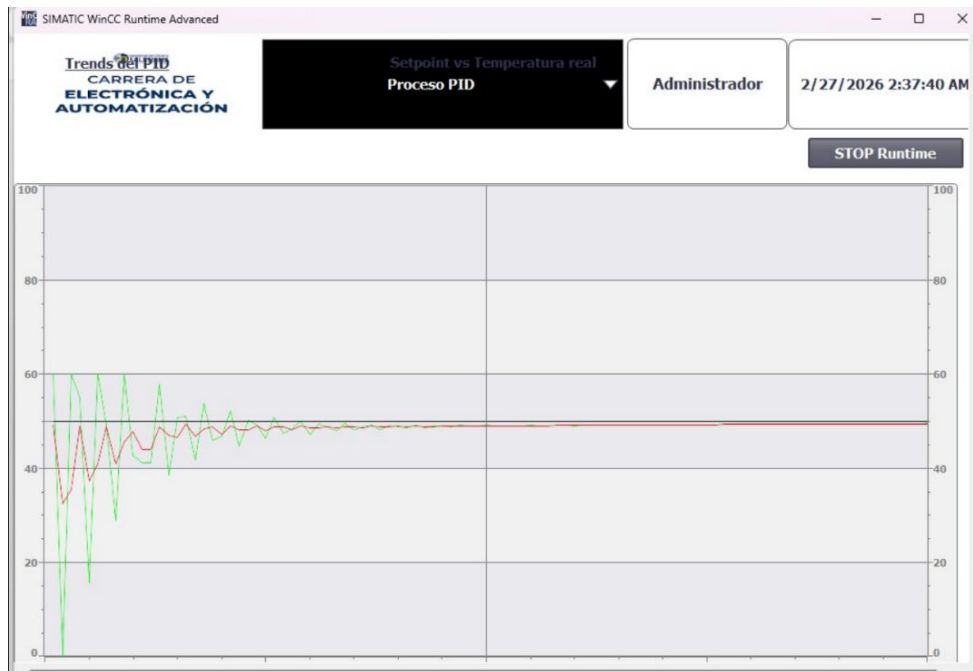 SIMATIC WinCC Runtime Advanced
Trends del PID
CARRERA DE
ELECTRÓNICA Y
AUTOMATIZACIÓN
Setpoint vs Temperatura real
Proceso PID
Administrador
2/27/2026 2:37:40 AM
STOP Runtime
100 100
80 80
60 60
40 40
20 20
0 0